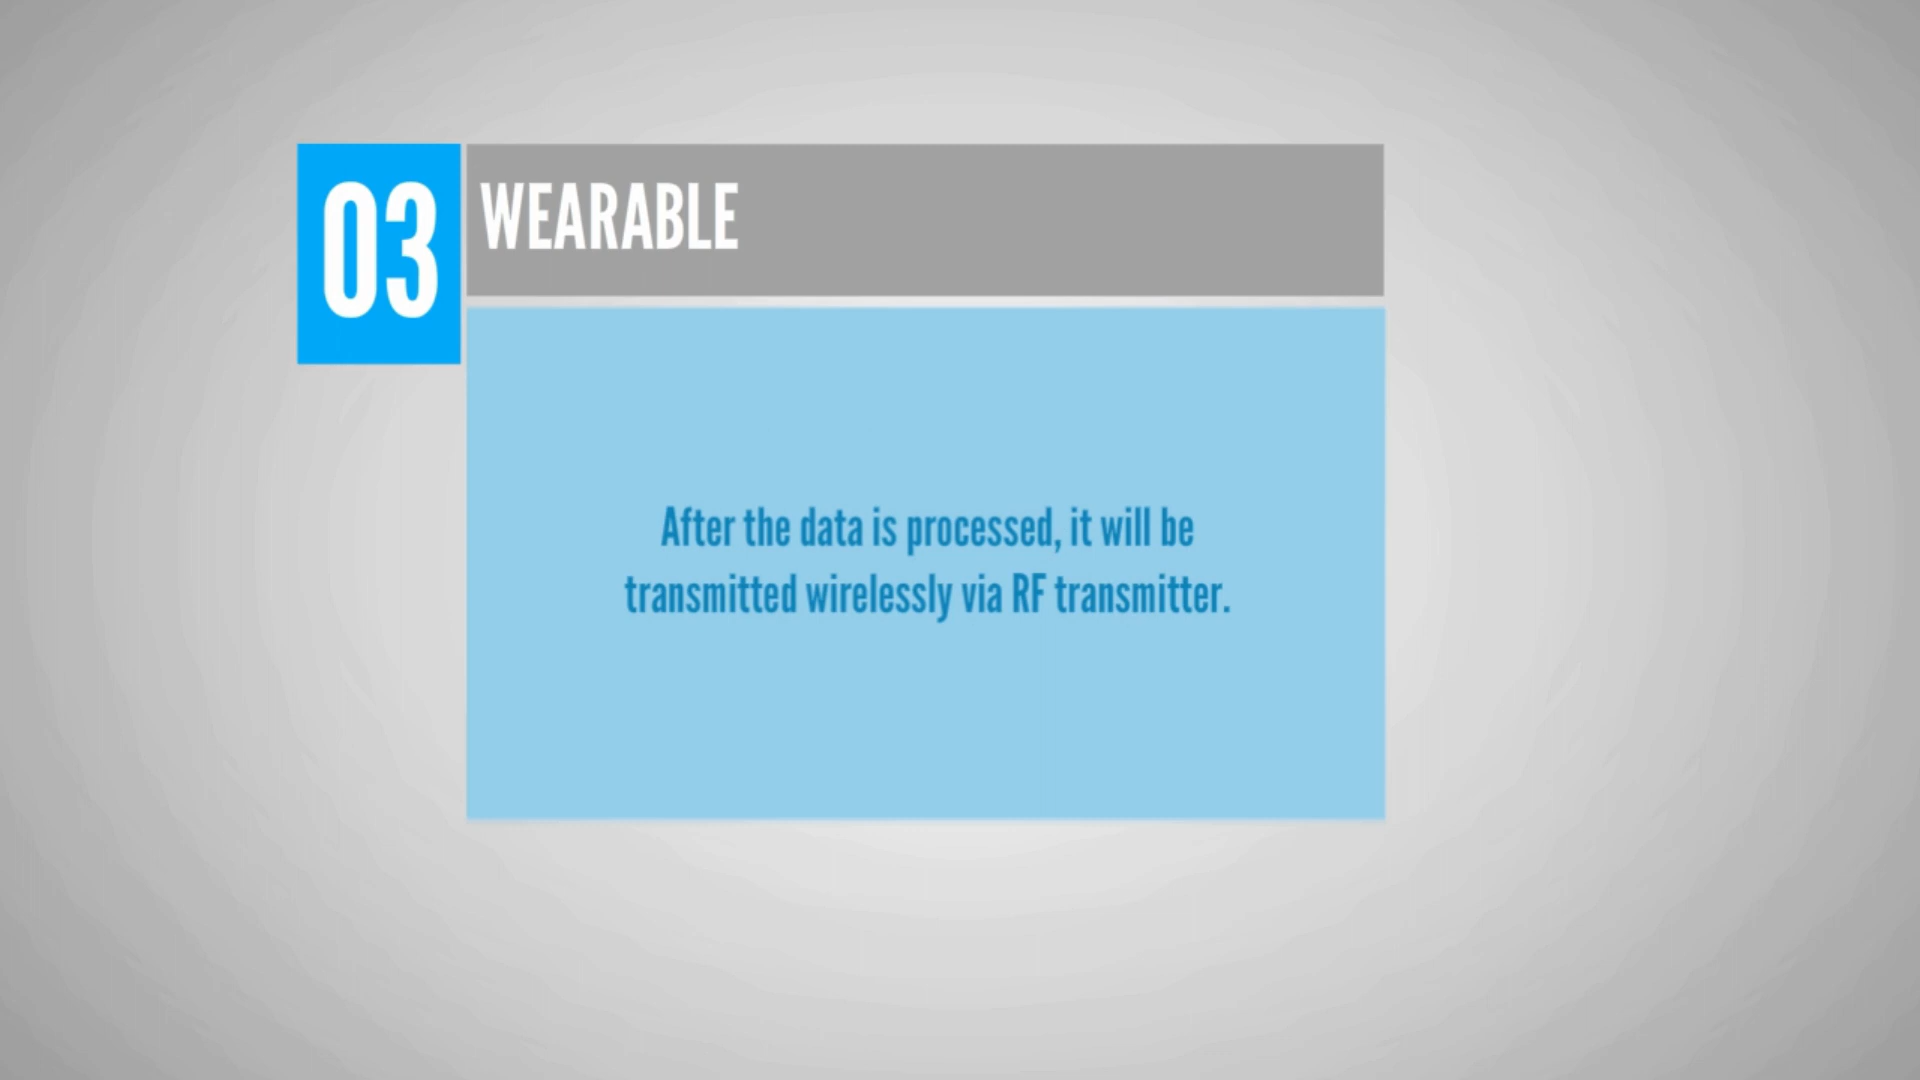 03
WEARABLE
After the data is processed, it will be
transmitted wirelessly via RF transmitter.